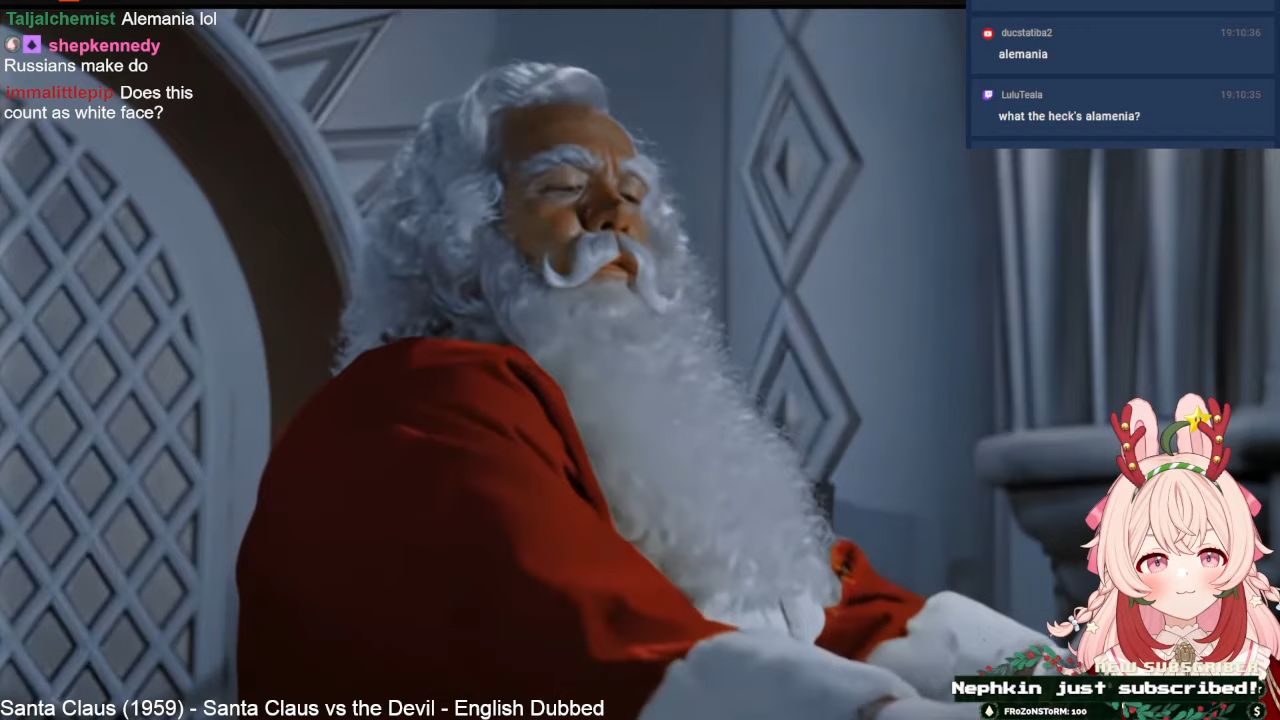 Taljalchemist Alemania lol
shepkennedy
Russians make do
immalittlepip Does this
count as white face?
ducstatiba2 19:10:36
alemania
LuluTeala 19:10:35
what the heck's alamenia?
NEW SUBSCRIBER
Nephkin just subscribed!
FRoZoNSToRM: 100
$
Santa Claus (1959) - Santa Claus vs the Devil - English Dubbed